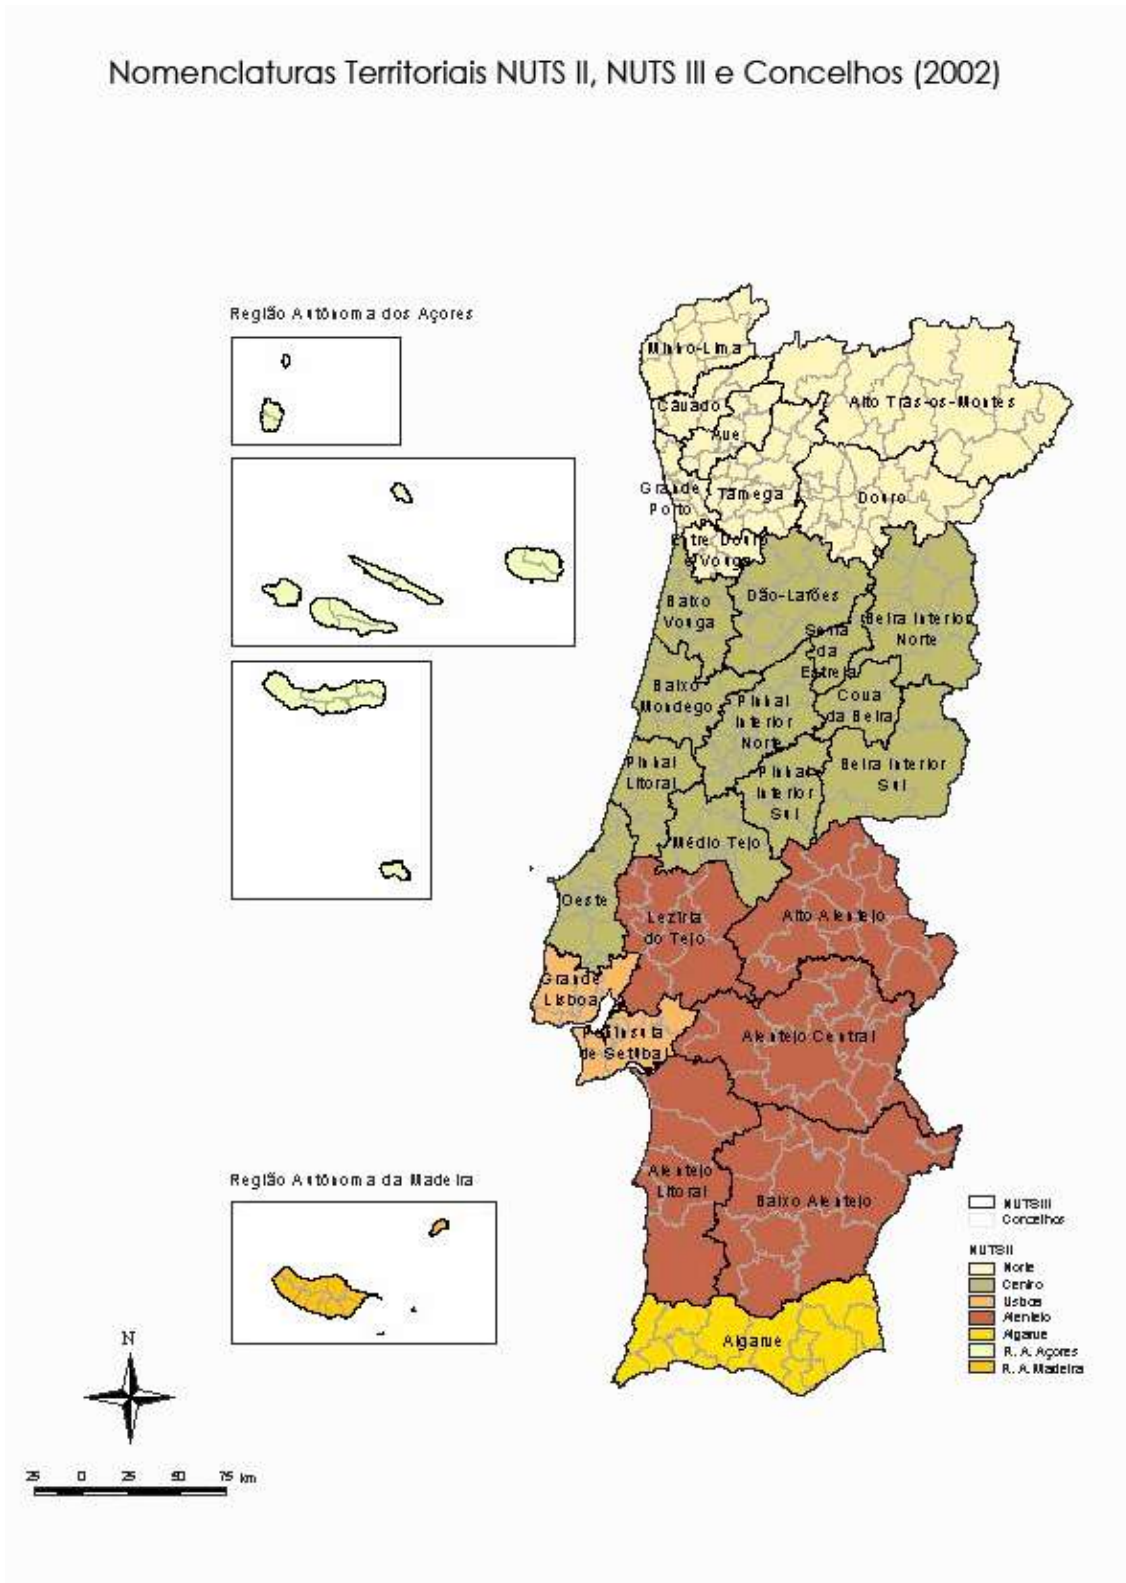 Nomenclaturas Territoriais NUTS II, NUTS III e Concelhos (2002)
Região Autónoma dos Açores
Minho-Lima
Cávado
Alto Trás-os-Montes
Ave
Grande
Porto
Tâmega
Douro
Entre Douro
e Vouga
Baixo
Vouga
Dão-Lafões
Serra
da
Estrela
Beira Interior
Norte
Baixo
Mondego
Pinhal
Interior
Norte
Cova
da Beira
Pinhal
Litoral
Pinhal
Interior
Sul
Beira Interior
Sul
Médio Tejo
Oeste
Lezíria
do Tejo
Alto Alentejo
Grande
Lisboa
Península
de Setúbal
Alentejo Central
Região Autónoma da Madeira
Alentejo
Litoral
Baixo Alentejo
Algarve
NUTSIII
Concelhos
NUTSII
Norte
Centro
Lisboa
Alentejo
Algarve
R. A. Açores
R. A. Madeira
N
25 0 25 50 75 km